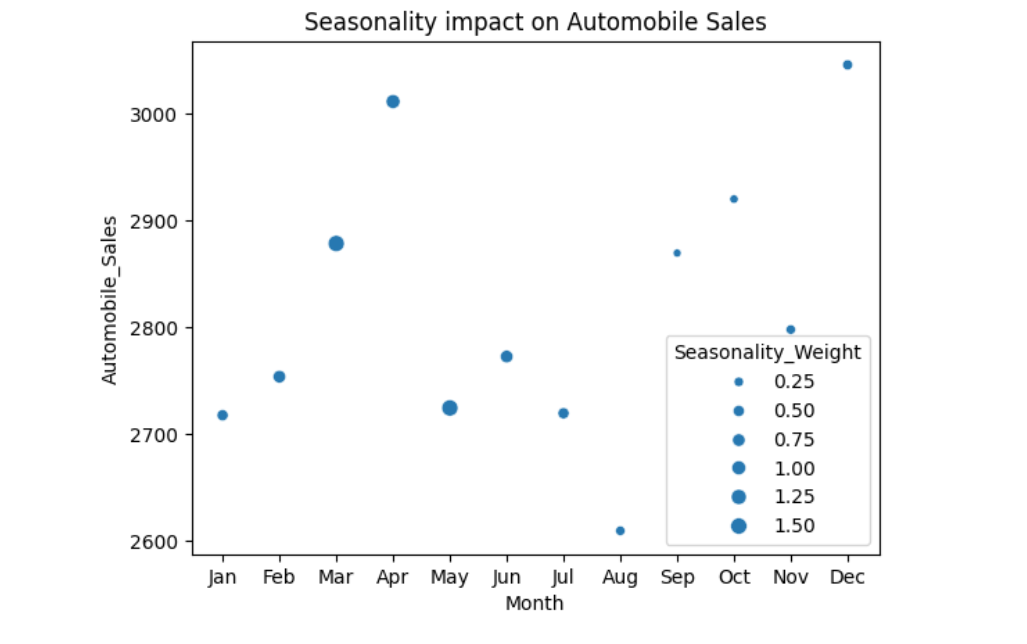 Seasonality impact on Automobile Sales
Automobile_Sales
3000
2900
2800
2700
2600
Seasonality_Weight
0.25
0.50
0.75
1.00
1.25
1.50
Jan Feb Mar Apr May Jun Jul Aug Sep Oct Nov Dec
Month